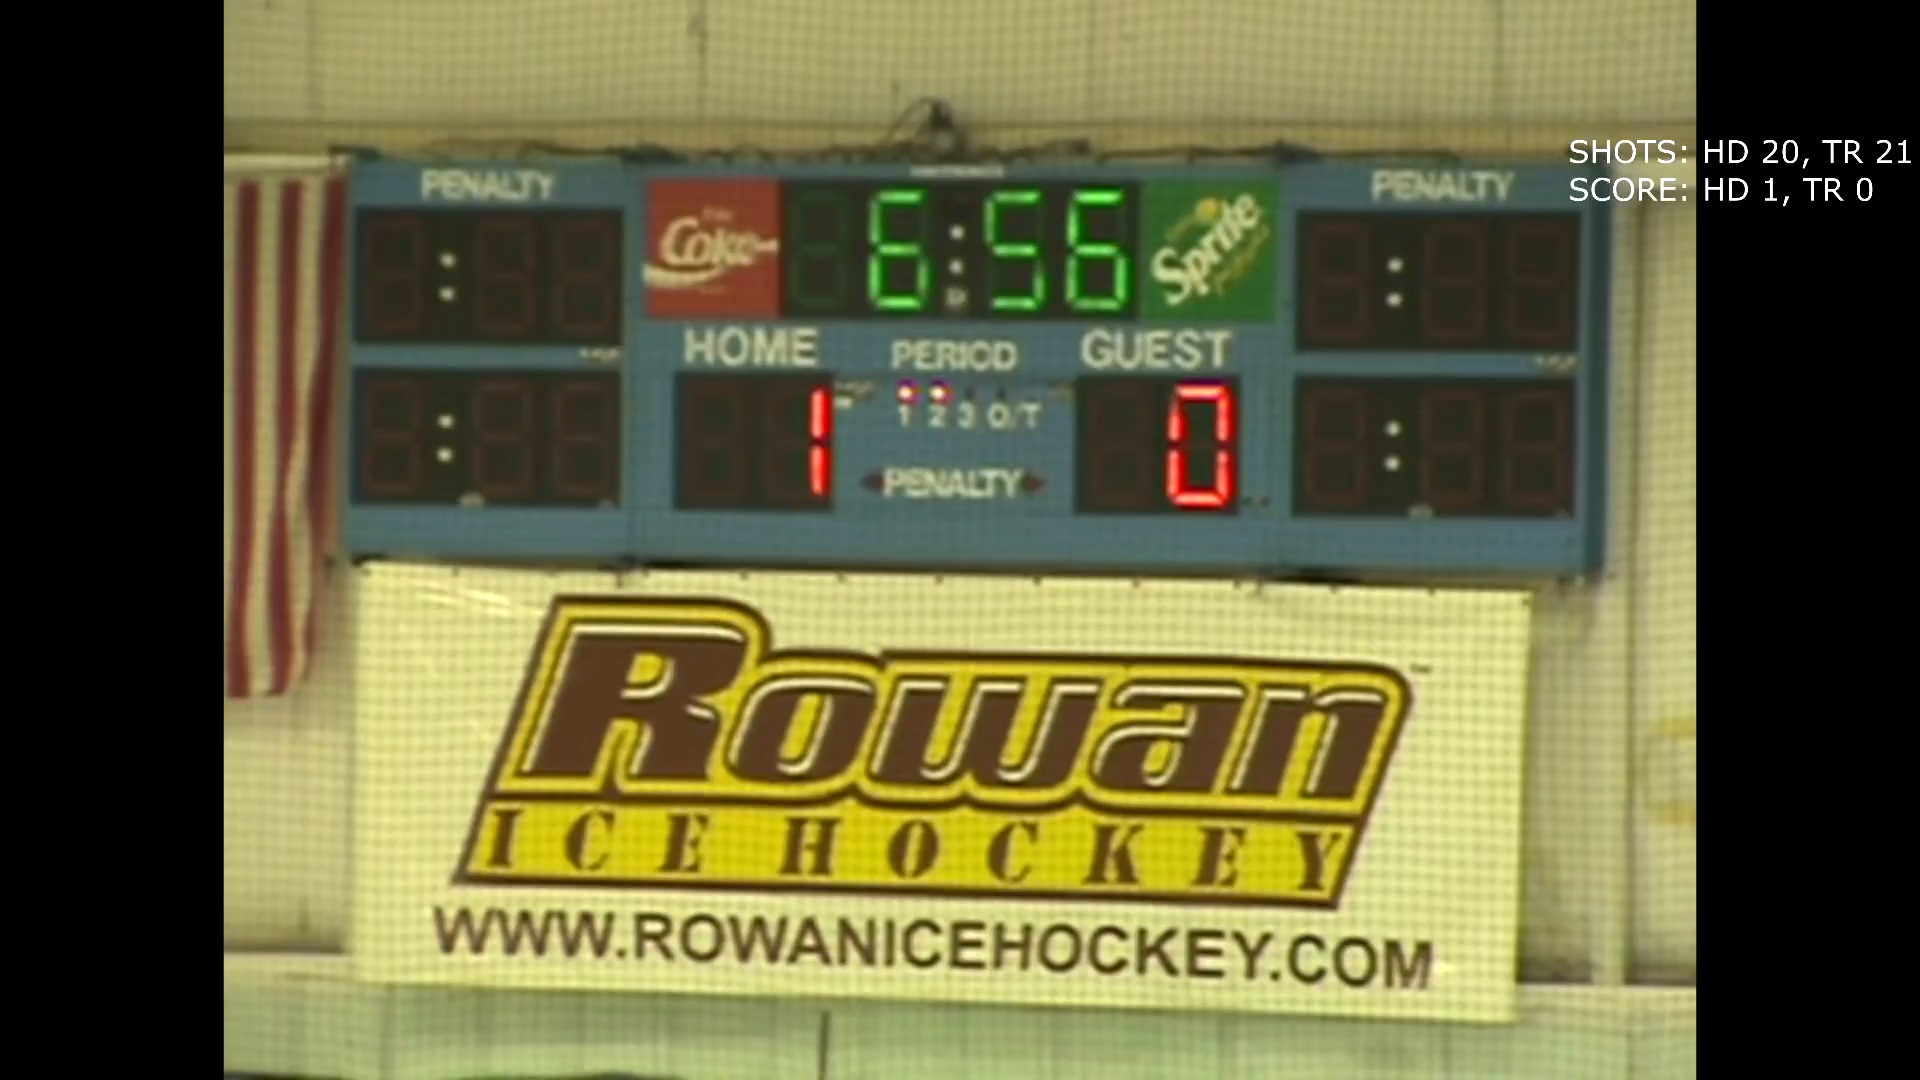 SHOTS: HD 20, TR 21
SCORE: HD 1, TR 0
PENALTY
Coke
6:56
Sprite
PENALTY
HOME
PERIOD
GUEST
1
1 2 3 O/T
0
PENALTY
Rowan
ICE HOCKEY
WWW.ROWANICEHOCKEY.COM